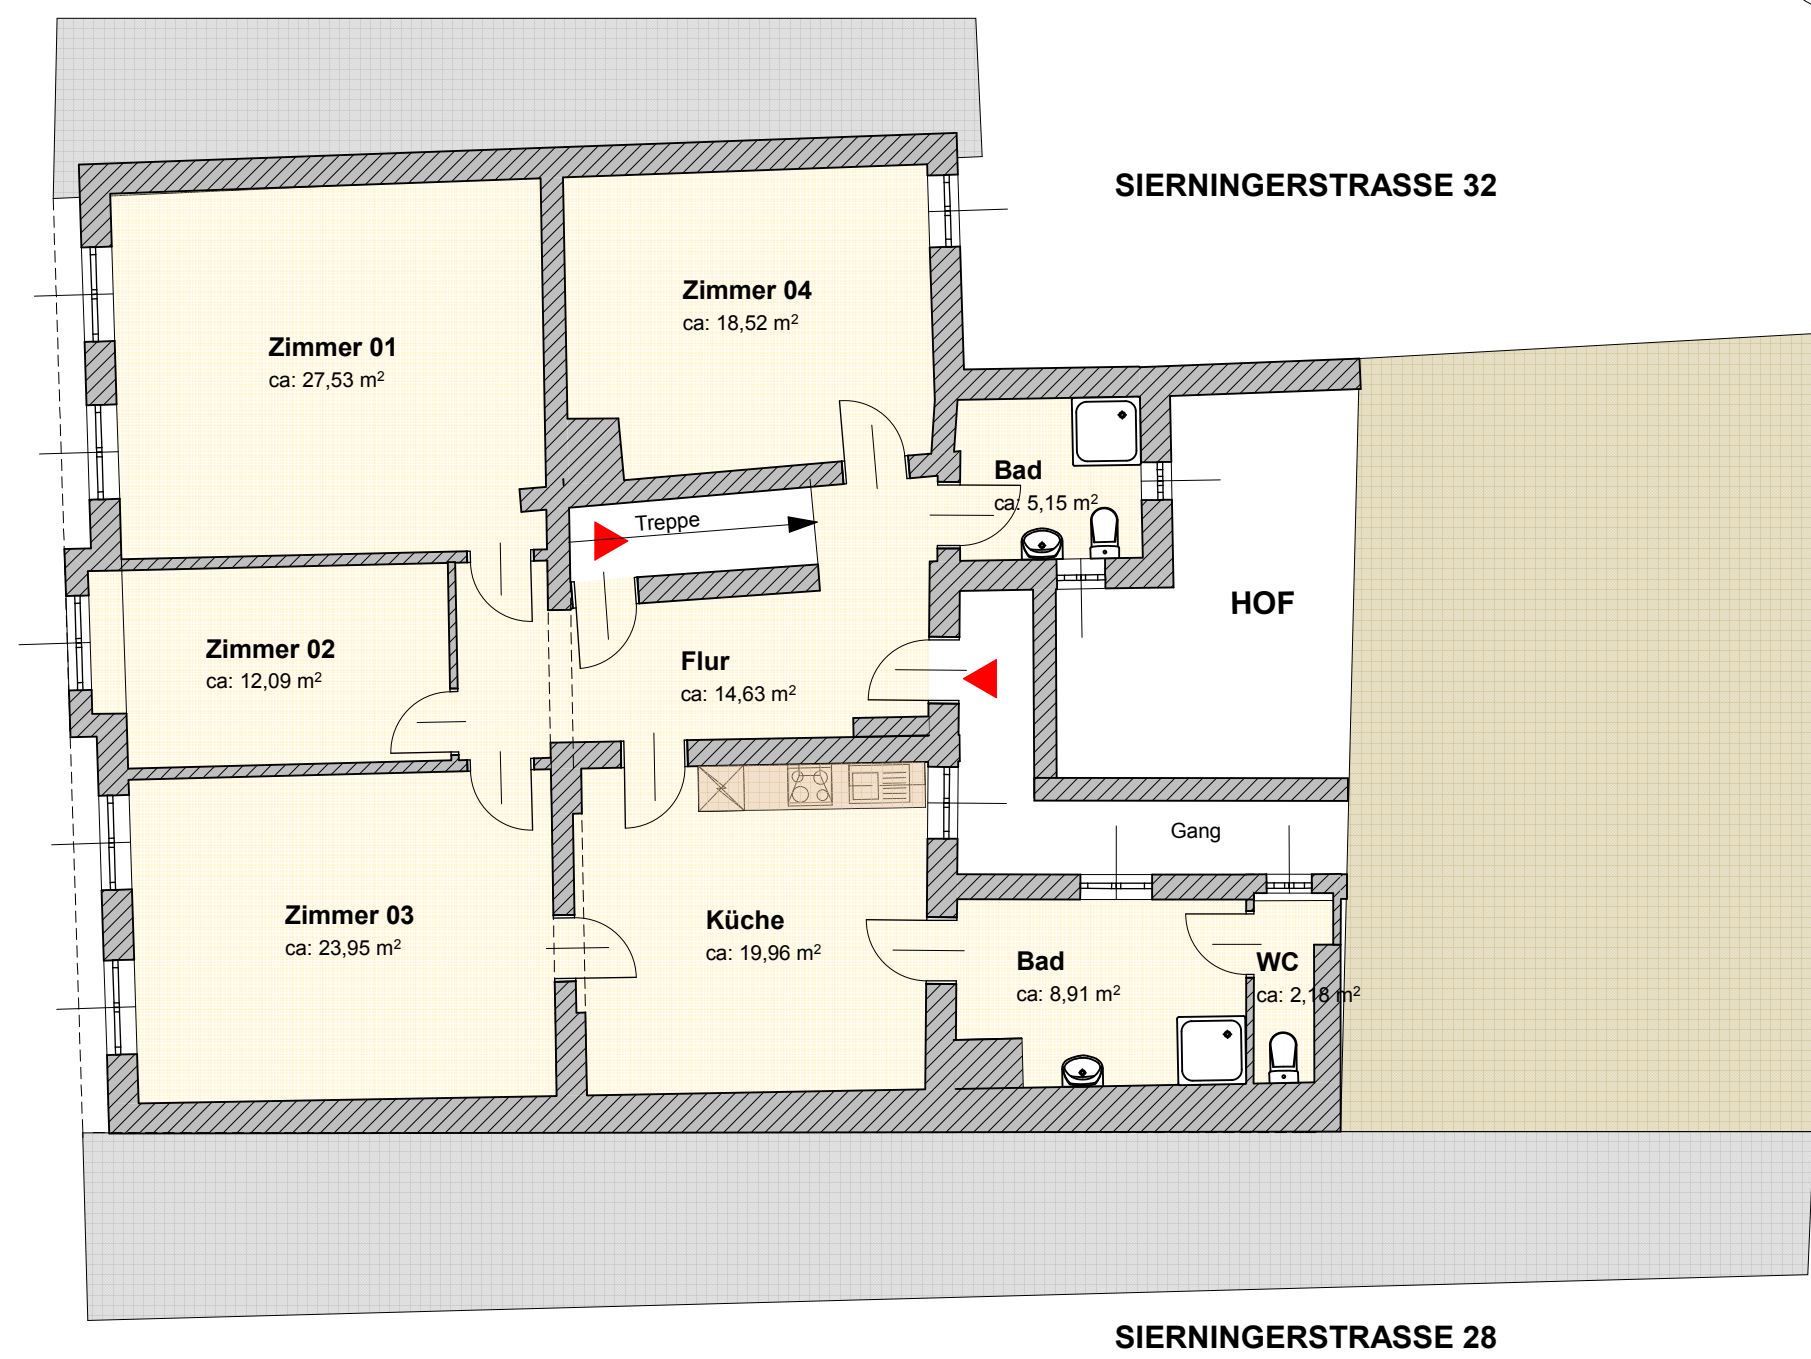 SIERNINGERSTRASSE 32
Zimmer 04
ca: 18,52 m²
Zimmer 01
ca: 27,53 m²
Bad
ca: 5,15 m²
Treppe
HOF
Zimmer 02
ca: 12,09 m²
Flur
ca: 14,63 m²
Gang
Zimmer 03
ca: 23,95 m²
Küche
ca: 19,96 m²
Bad
ca: 8,91 m²
WC
ca: 2,18 m²
SIERNINGERSTRASSE 28